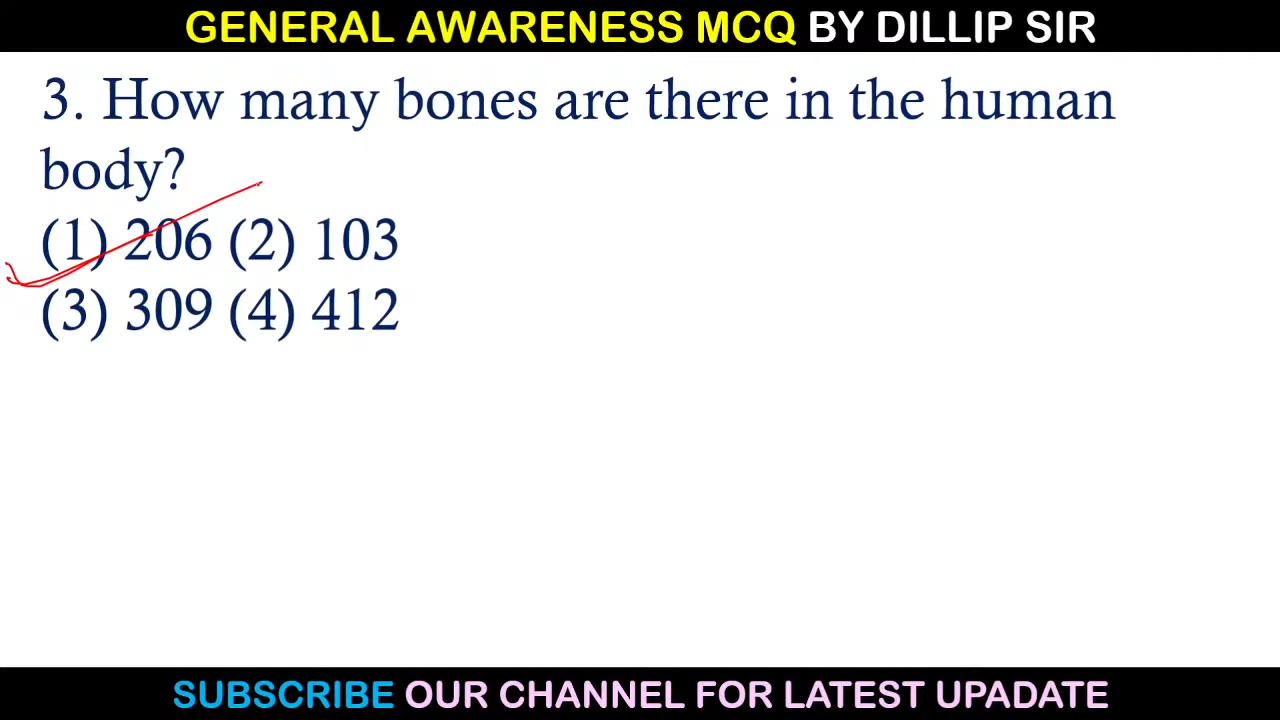 GENERAL AWARENESS MCQ BY DILLIP SIR
3. How many bones are there in the human
body?
(1) 206 (2) 103
(3) 309 (4) 412
SUBSCRIBE OUR CHANNEL FOR LATEST UPADATE